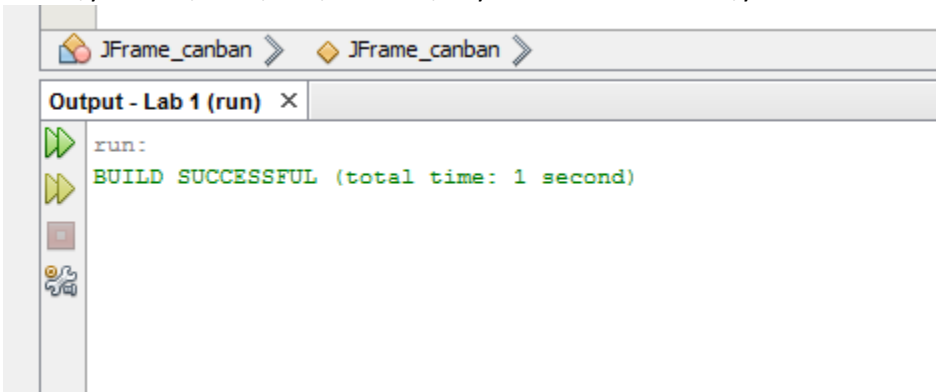 JFrame_canban JFrame_canban
Output - Lab 1 (run) ×
run:
BUILD SUCCESSFUL (total time: 1 second)